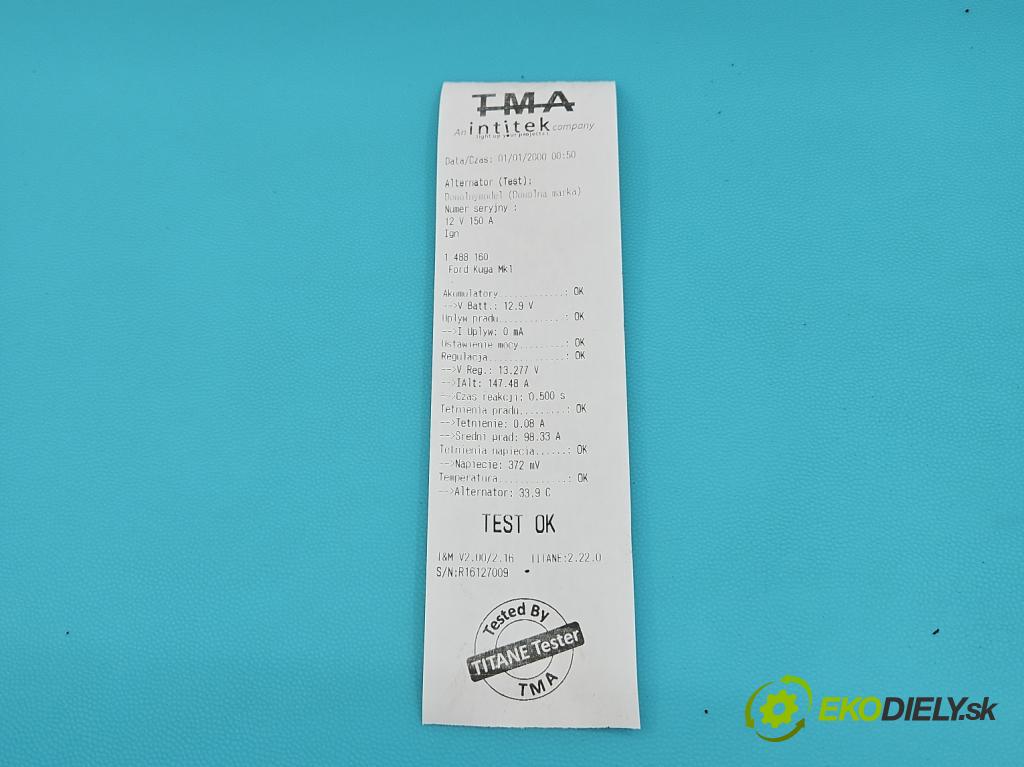 TMA
An intitek company
light up your projects!
Data/Czas: 01/01/2000 00:50
Alternator (Test):
Dowolnymodel (Dowolna marka)
Numer seryjny :
12 V 150 A
Ign
1 488 160
Ford Kuga Mk1
-
Akumulatory............: OK
-->V Batt.: 12.9 V
Uplyw pradu............: OK
-->I Uplyw: 0 mA
Ustawienie mocy........: OK
Regulacja..............: OK
-->V Reg.: 13.277 V
-->IAlt: 147.48 A
-->Czas reakcji: 0.500 s
Tetnienia pradu.........: OK
-->Tetnienie: 0.08 A
-->Sredni prad: 98.33 A
Tetnienia napiecia......: OK
-->Napiecie: 372 mV
Temperatura.............: OK
-->Alternator: 33.9 C
TEST OK
I&M V2.00/2.16 TITANE:2.22.0
S/N:R16127009
Tested By
TITANE Tester
TMA
EKODIELY.sk